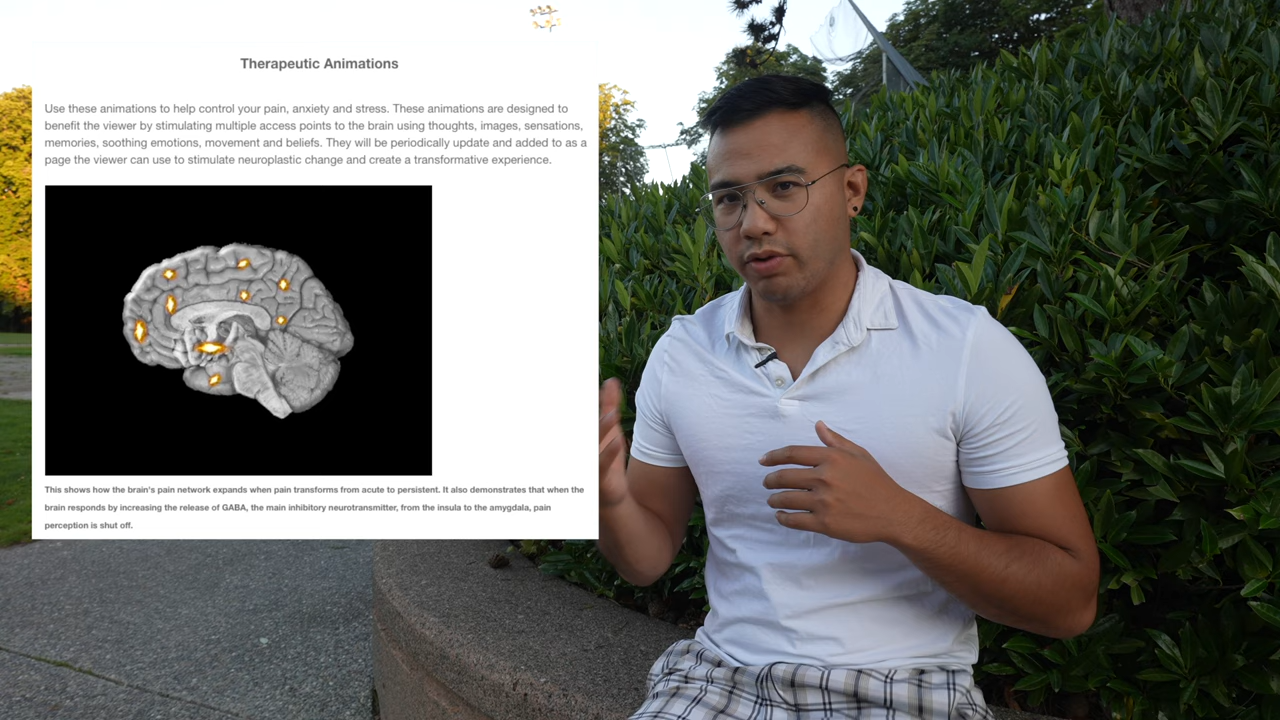 Therapeutic Animations
Use these animations to help control your pain, anxiety and stress. These animations are designed to
benefit the viewer by stimulating multiple access points to the brain using thoughts, images, sensations,
memories, soothing emotions, movement and beliefs. They will be periodically update and added to as a
page the viewer can use to stimulate neuroplastic change and create a transformative experience.
This shows how the brain's pain network expands when pain transforms from acute to persistent. It also demonstrates that when the
brain responds by increasing the release of GABA, the main inhibitory neurotransmitter, from the insula to the amygdala, pain
perception is shut off.